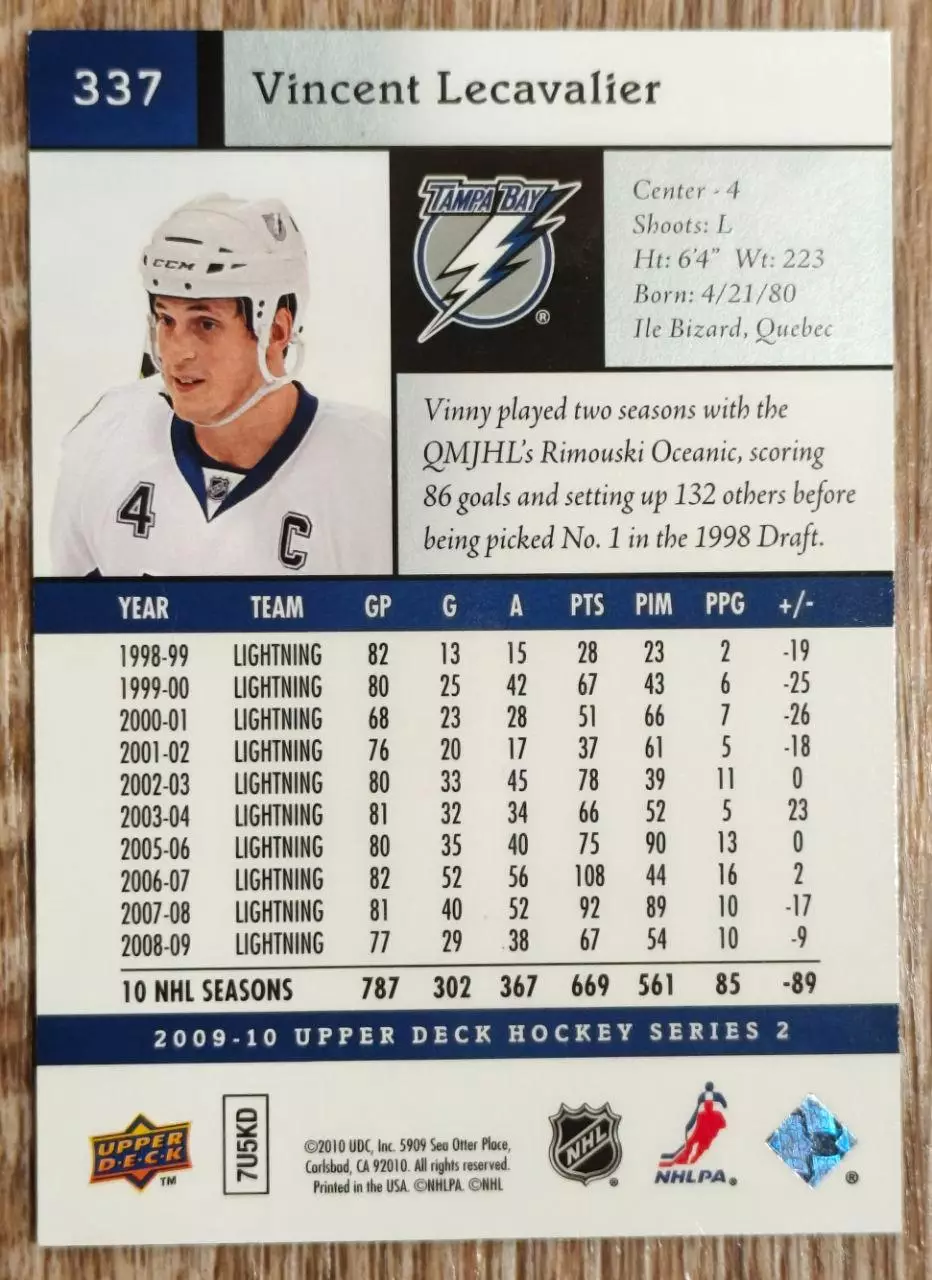 337
Vincent Lecavalier
TAMPA BAY
®
Center - 4
Shoots: L
Ht: 6'4" Wt: 223
Born: 4/21/80
Ile Bizard, Quebec
CCM
4
C
NHL
Vinny played two seasons with the
QMJHL's Rimouski Oceanic, scoring
86 goals and setting up 132 others before
being picked No. 1 in the 1998 Draft.
YEAR TEAM GP G A PTS PIM PPG +/-
1998-99 LIGHTNING 82 13 15 28 23 2 -19
1999-00 LIGHTNING 80 25 42 67 43 6 -25
2000-01 LIGHTNING 68 23 28 51 66 7 -26
2001-02 LIGHTNING 76 20 17 37 61 5 -18
2002-03 LIGHTNING 80 33 45 78 39 11 0
2003-04 LIGHTNING 81 32 34 66 52 5 23
2005-06 LIGHTNING 80 35 40 75 90 13 0
2006-07 LIGHTNING 82 52 56 108 44 16 2
2007-08 LIGHTNING 81 40 52 92 89 10 -17
2008-09 LIGHTNING 77 29 38 67 54 10 -9
10 NHL SEASONS 787 302 367 669 561 85 -89
2009-10 UPPER DECK HOCKEY SERIES 2
UPPER
DECK
TM
7U5KD
©2010 UDC, Inc. 5909 Sea Otter Place,
Carlsbad, CA 92010. All rights reserved.
Printed in the USA. ©NHLPA. ©NHL
NHL
®
NHLPA®
®